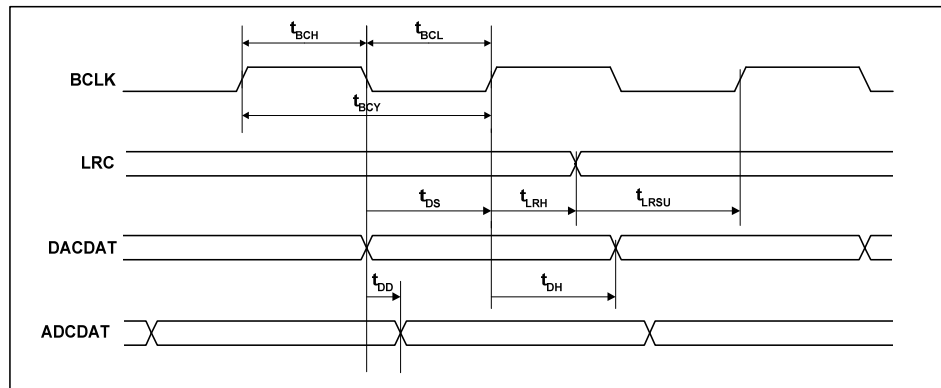 tBCH tBCL
BCLK
tBCY
LRC
tDS tLRH tLRSU
DACDAT
tDD tDH
ADCDAT